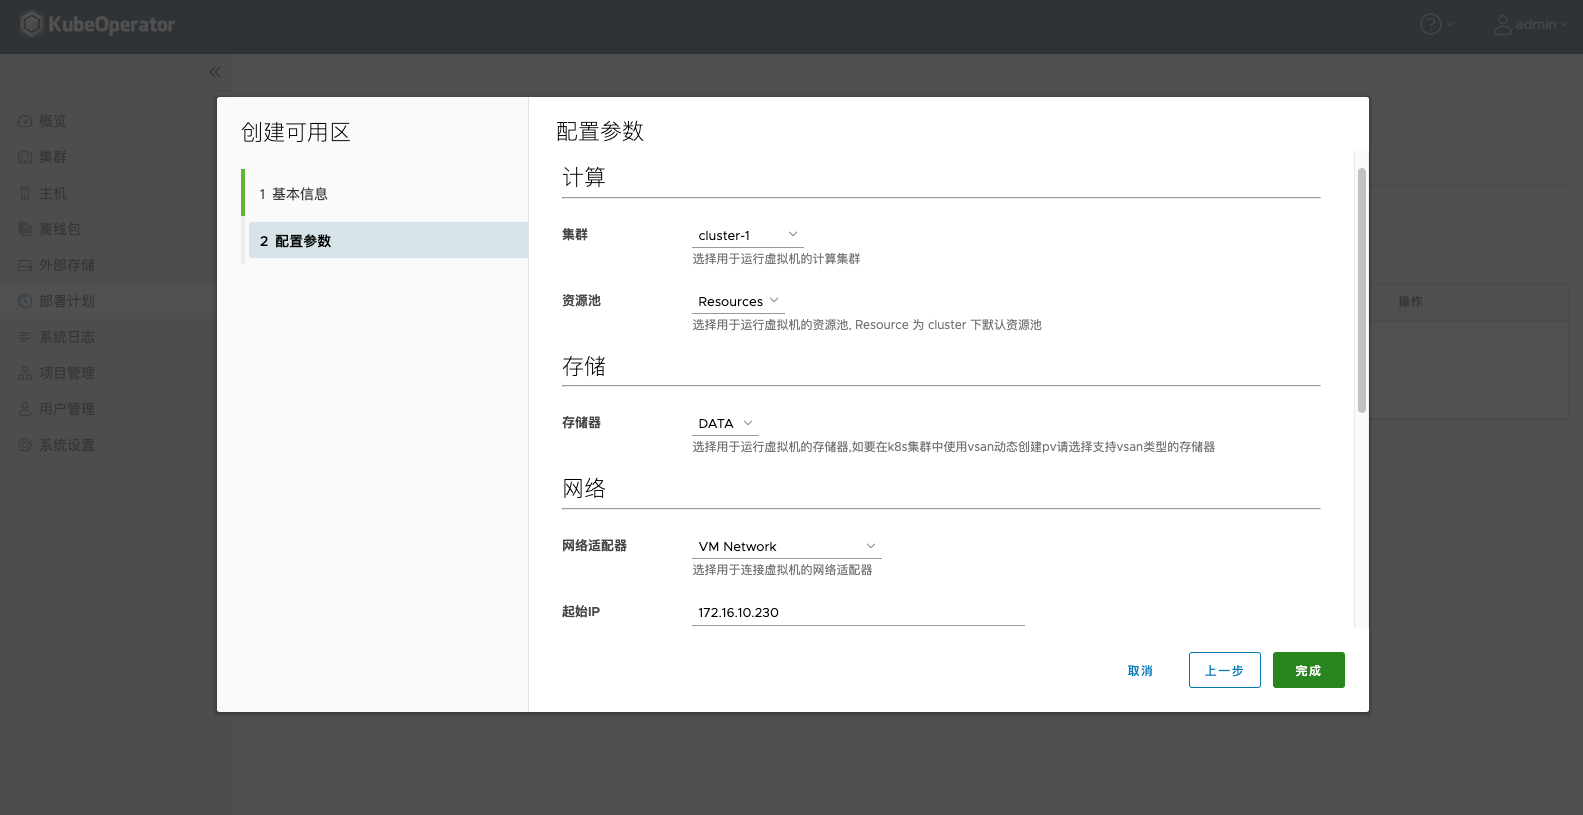 KubeOperator
admin
概览
集群
主机
离线包
外部存储
部署计划
系统日志
项目管理
用户管理
系统设置
操作
创建可用区
1 基本信息
2 配置参数
配置参数
计算
集群
cluster-1
选择用于运行虚拟机的计算集群
资源池
Resources
选择用于运行虚拟机的资源池, Resource 为 cluster 下默认资源池
存储
存储器
DATA
选择用于运行虚拟机的存储器,如要在k8s集群中使用vsan动态创建pv请选择支持vsan类型的存储器
网络
网络适配器
VM Network
选择用于连接虚拟机的网络适配器
起始IP
172.16.10.230
取消
上一步
完成